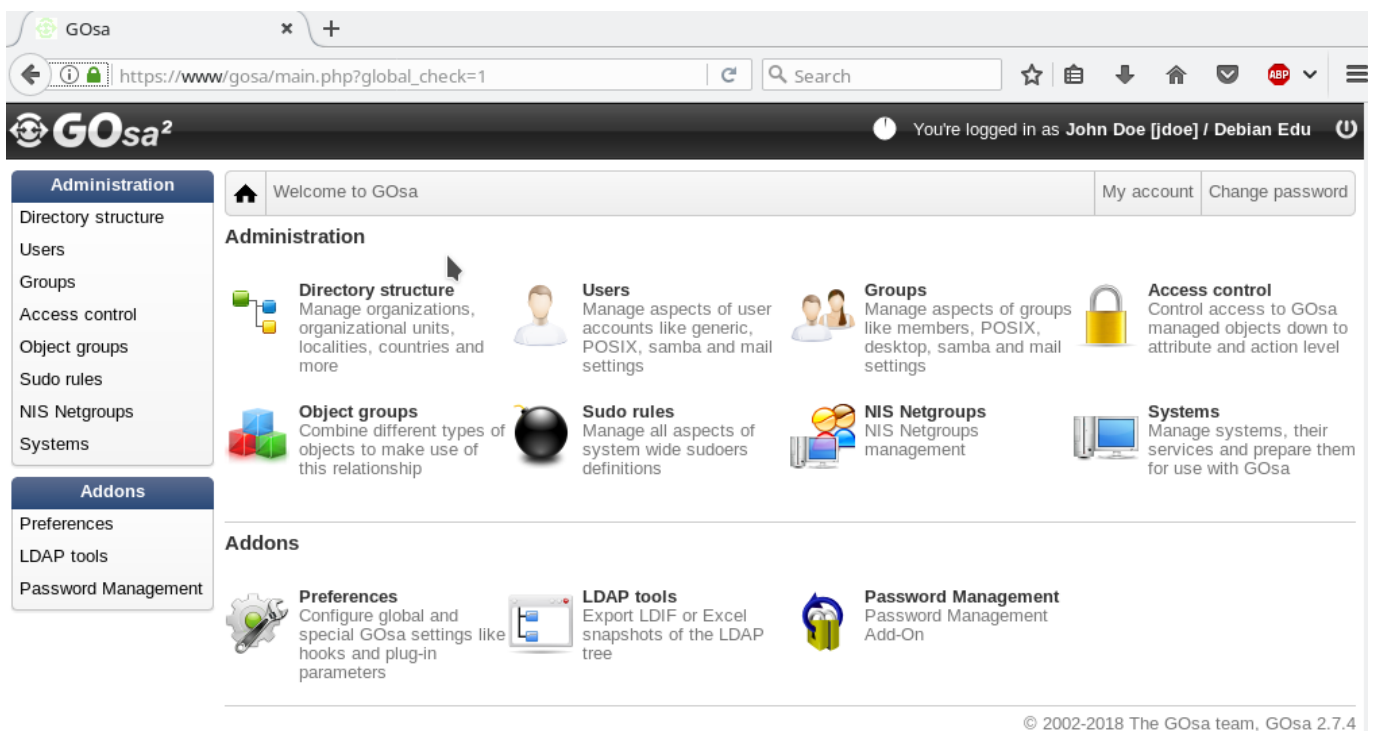 GOsa
https://www/gosa/main.php?global_check=1
Search
ABP
GOsa²
You're logged in as John Doe [jdoe] / Debian Edu
Administration
Directory structure
Users
Groups
Access control
Object groups
Sudo rules
NIS Netgroups
Systems
Addons
Preferences
LDAP tools
Password Management
Welcome to GOsa
My account
Change password
Administration
Directory structure
Manage organizations,
organizational units,
localities, countries and
more
Users
Manage aspects of user
accounts like generic,
POSIX, samba and mail
settings
Groups
Manage aspects of groups
like members, POSIX,
desktop, samba and mail
settings
Access control
Control access to GOsa
managed objects down to
attribute and action level
Object groups
Combine different types of
objects to make use of
this relationship
Sudo rules
Manage all aspects of
system wide sudoers
definitions
NIS Netgroups
NIS Netgroups
management
Systems
Manage systems, their
services and prepare them
for use with GOsa
Addons
Preferences
Configure global and
special GOsa settings like
hooks and plug-in
parameters
LDAP tools
Export LDIF or Excel
snapshots of the LDAP
tree
Password Management
Password Management
Add-On
© 2002-2018 The GOsa team, GOsa 2.7.4